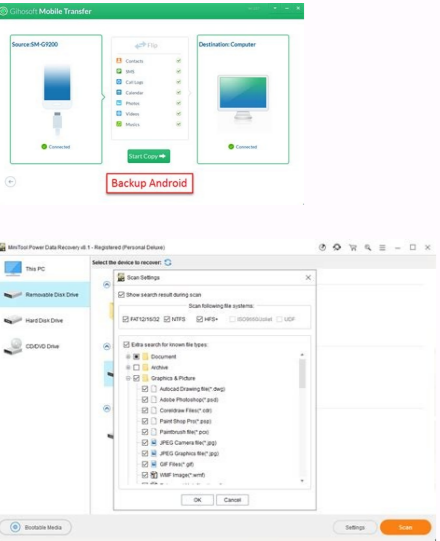 Gihosoft Mobile Transfer
Source:SM-G9200
Flip
Destination:Computer
Contacts
SMS
Call Logs
Calendar
Photos
Videos
Musics
Connected
Start Copy
Connected
Backup Android
MiniTool Power Data Recovery v8.1 - Registered (Personal Deluxe)
This PC
Removable Disk Drive
Hard Disk Drive
CD/DVD Drive
Select the device to recover:
Scan Settings
Show search result during scan
Scan following file systems:
FAT12/16/32
NTFS
HFS+
ISO9660/Joliet
UDF
Extra search for known file types:
Document
Archive
Graphics & Picture
Autocad Drawing file(*.dwg)
Adobe Photoshop(*.psd)
Coreldraw Files(*.cdr)
Paint Shop Pro(*.psp)
Paintbrush file(*.pcx)
JPEG Camera file(*.jpg)
JPEG Graphics file(*.jpg)
GIF Files(*.gif)
WMF Image(*.wmf)
OK
Cancel
Bootable Media
Settings
Scan